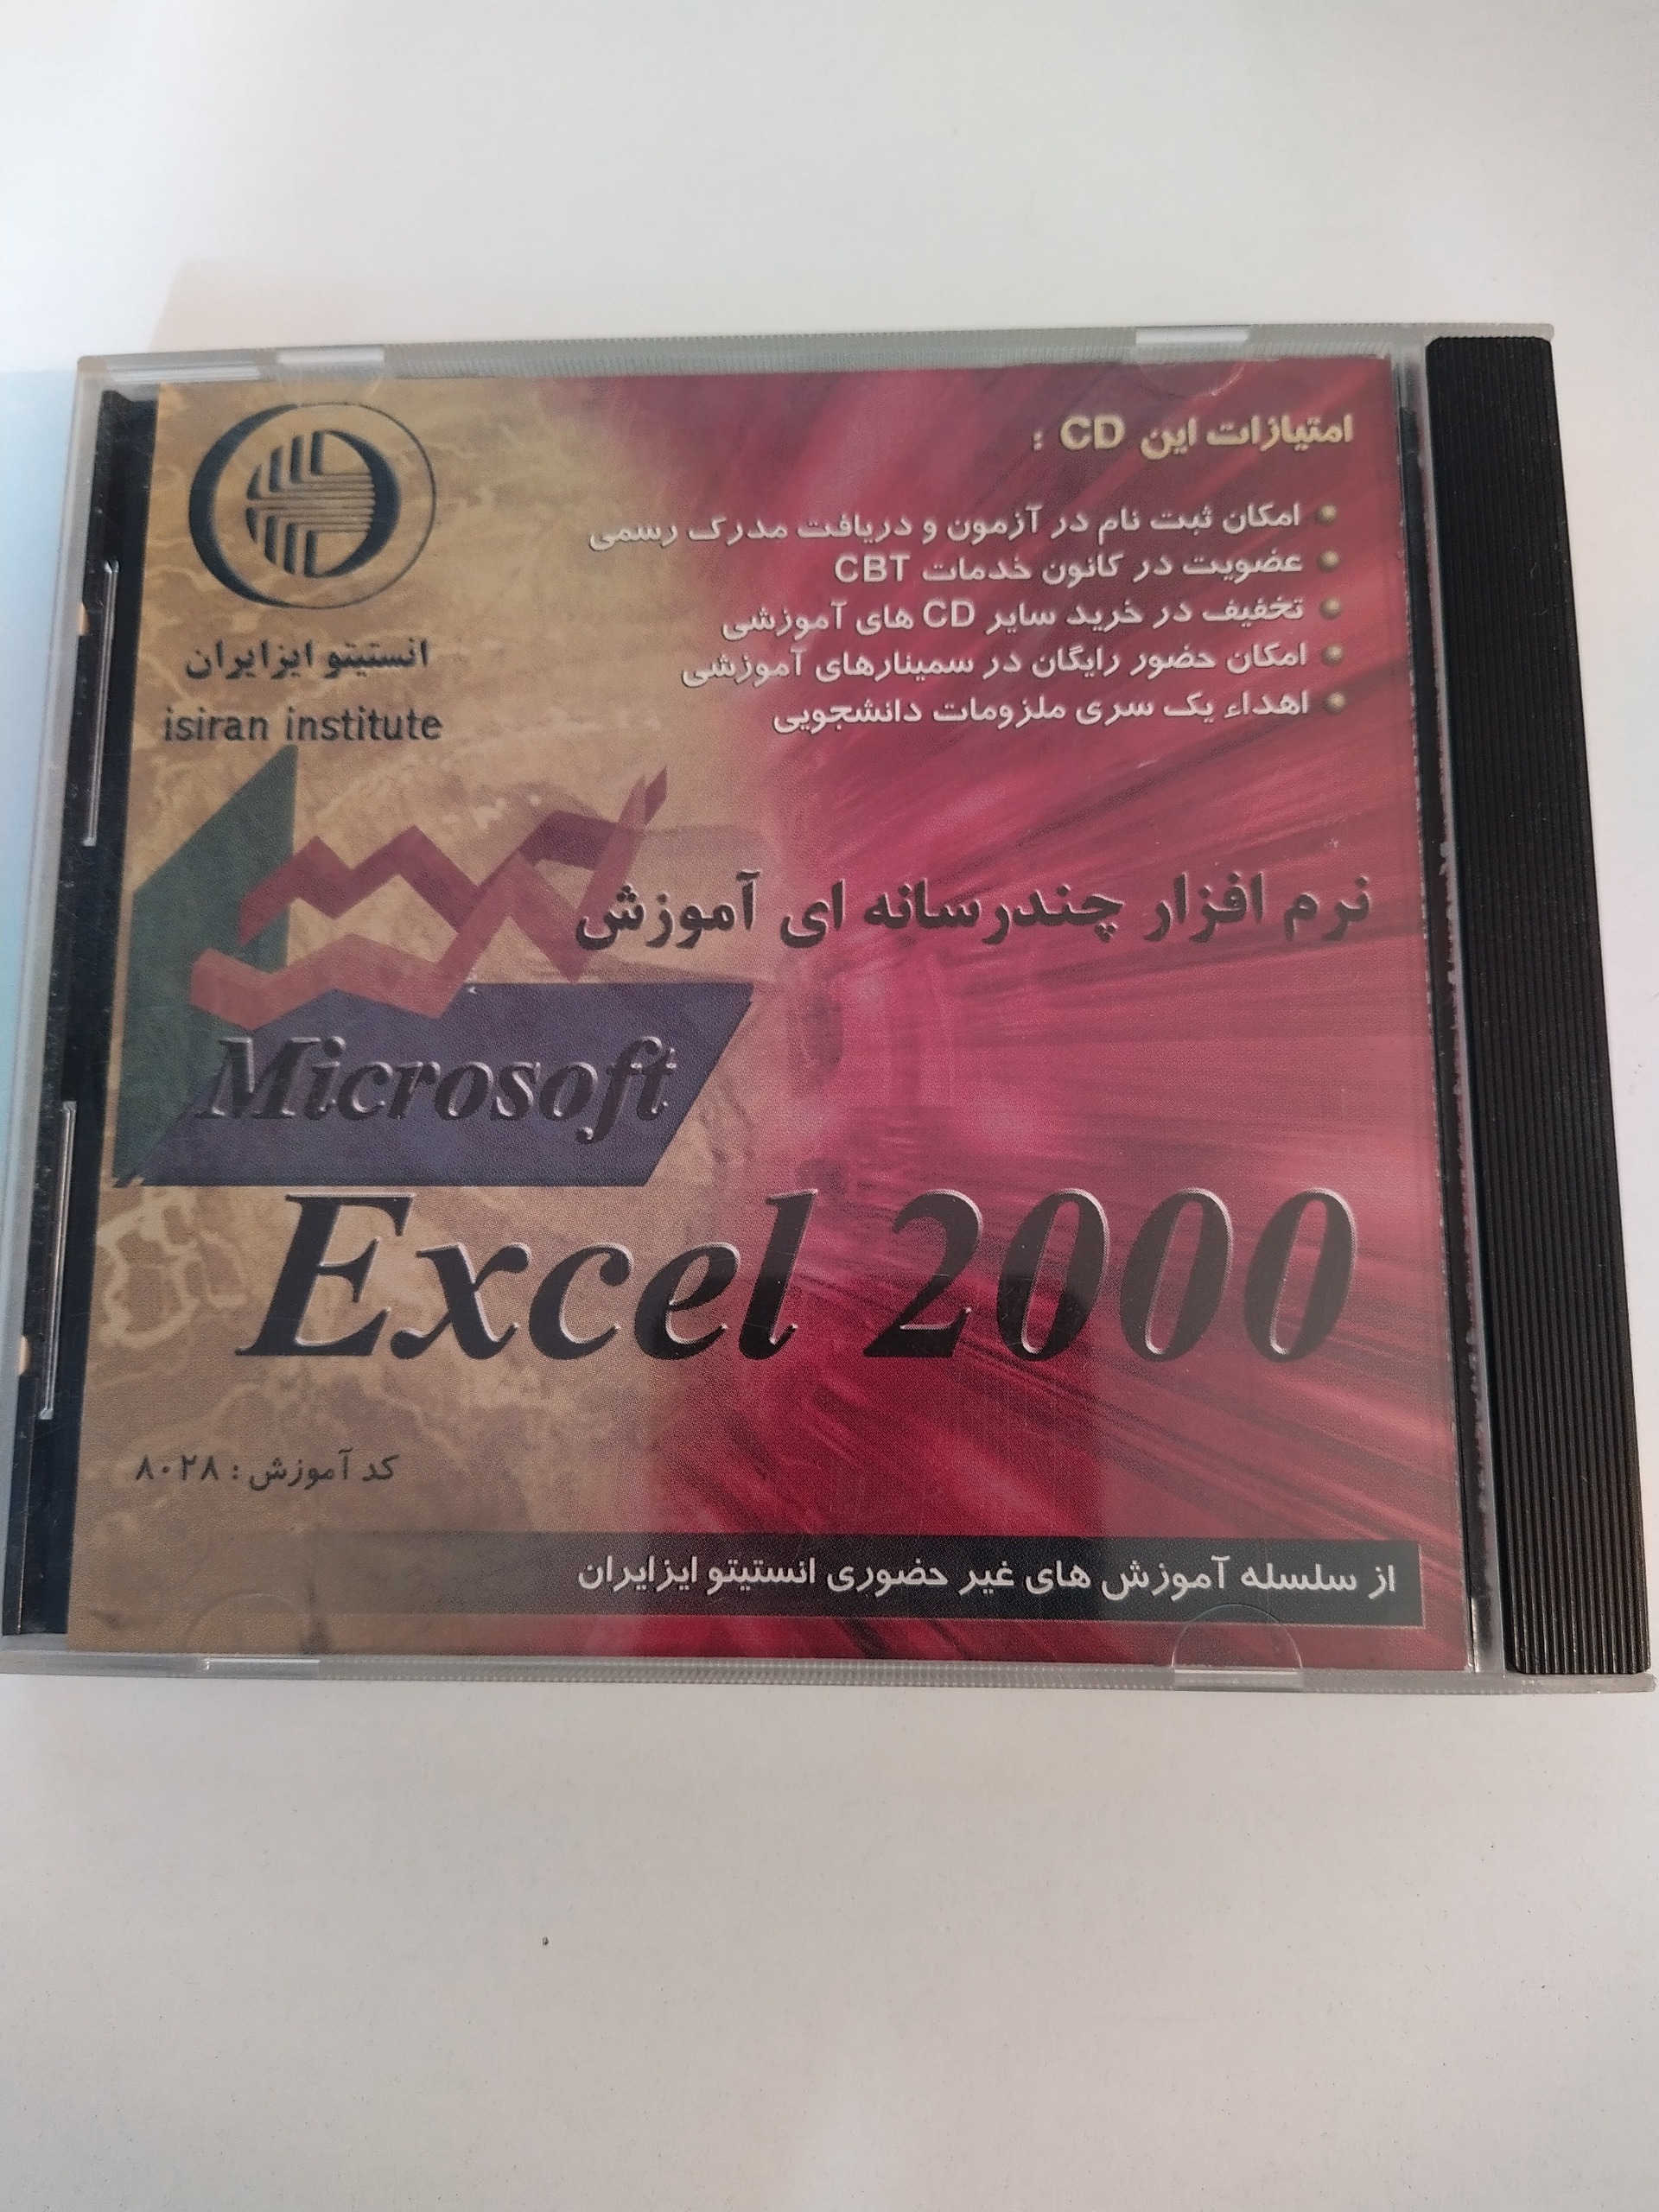 امتیازات این CD :
امکان ثبت نام در آزمون و دریافت مدرک رسمی
عضویت در کانون خدمات CBT
تخفیف در خرید سایر CD های آموزشی
امکان حضور رایگان در سمینارهای آموزشی
اهداء یک سری ملزومات دانشجویی
انستیتو ایزایران
isiran institute
نرم افزار چندرسانه ای آموزش
Microsoft
Excel 2000
کد آموزش : ۸۰۲۸
از سلسله آموزش های غیر حضوری انستیتو ایزایران